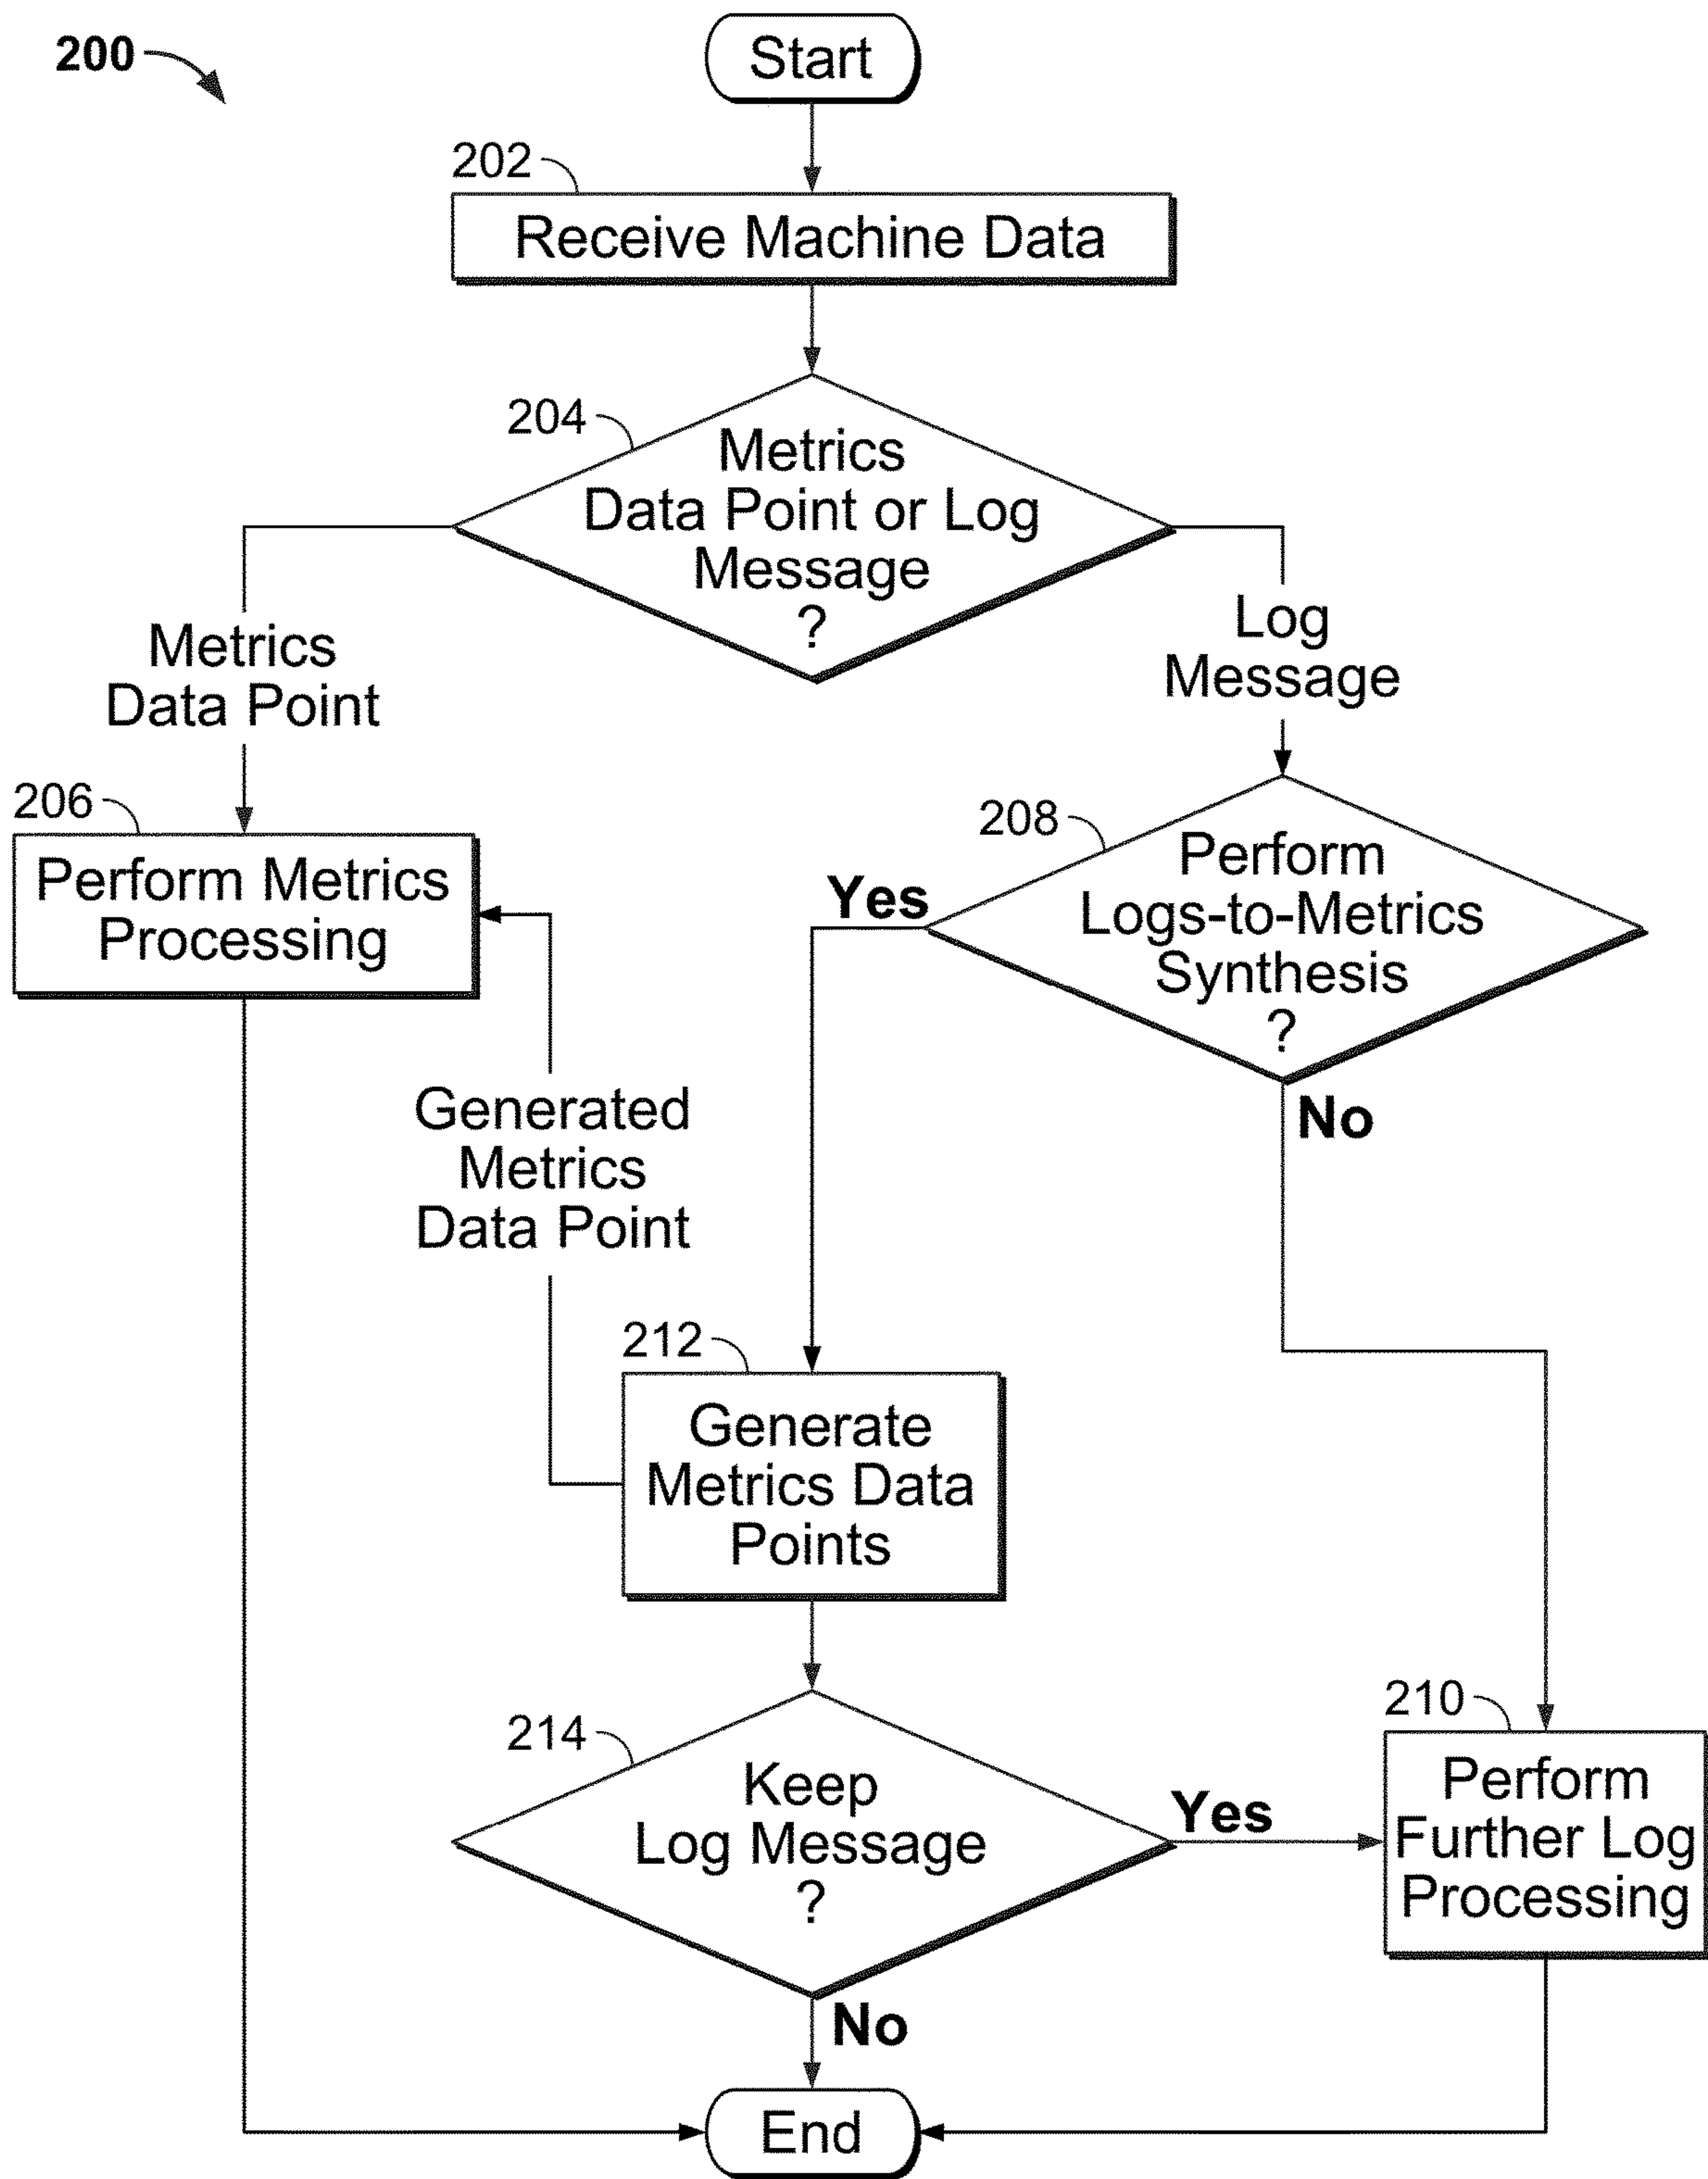 200
Start
202
Receive Machine Data
204
Metrics
Data Point or Log
Message
?
Metrics
Data Point
Log
Message
206
Perform Metrics
Processing
208
Perform
Logs-to-Metrics
Synthesis
?
Yes
No
Generated
Metrics
Data Point
212
Generate
Metrics Data
Points
214
Keep
Log Message
?
Yes
210
Perform
Further Log
Processing
No
End